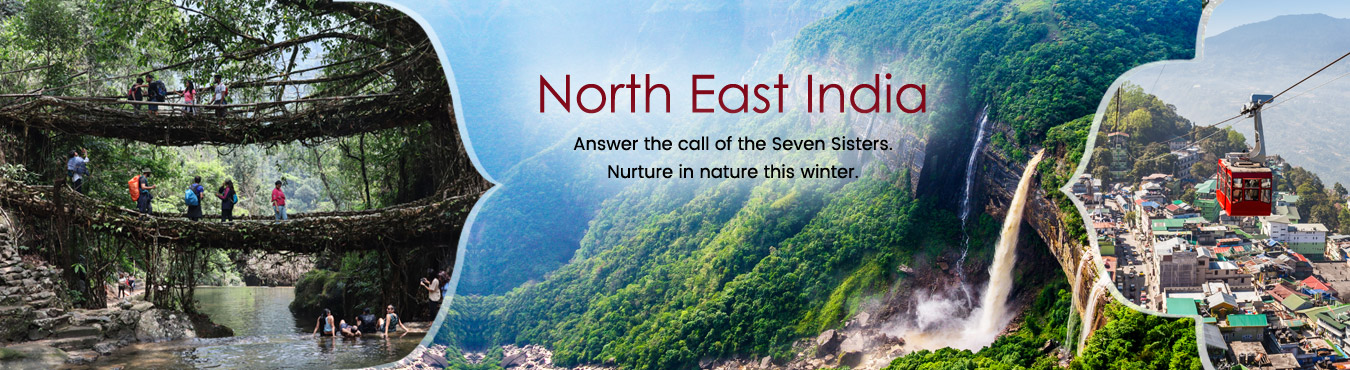 North East India
Answer the call of the Seven Sisters.
Nurture in nature this winter.